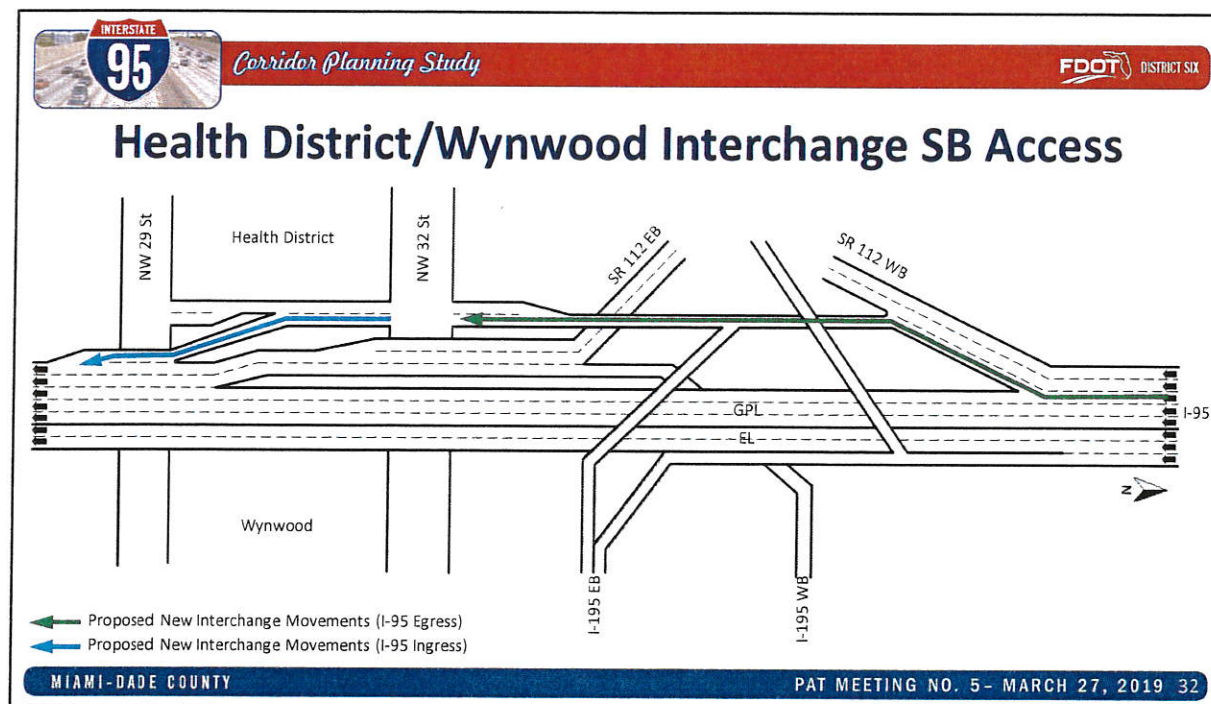 INTERSTATE
95
Corridor Planning Study
FDOT DISTRICT SIX
Health District/Wynwood Interchange SB Access
NW 29 St
Health District
NW 32 St
SR 112 EB
SR 112 WB
GPL
I-95
EL
N
Wynwood
I-195 EB
I-195 WB
Proposed New Interchange Movements (I-95 Egress)
Proposed New Interchange Movements (I-95 Ingress)
MIAMI-DADE COUNTY
PAT MEETING NO. 5– MARCH 27, 2019 32